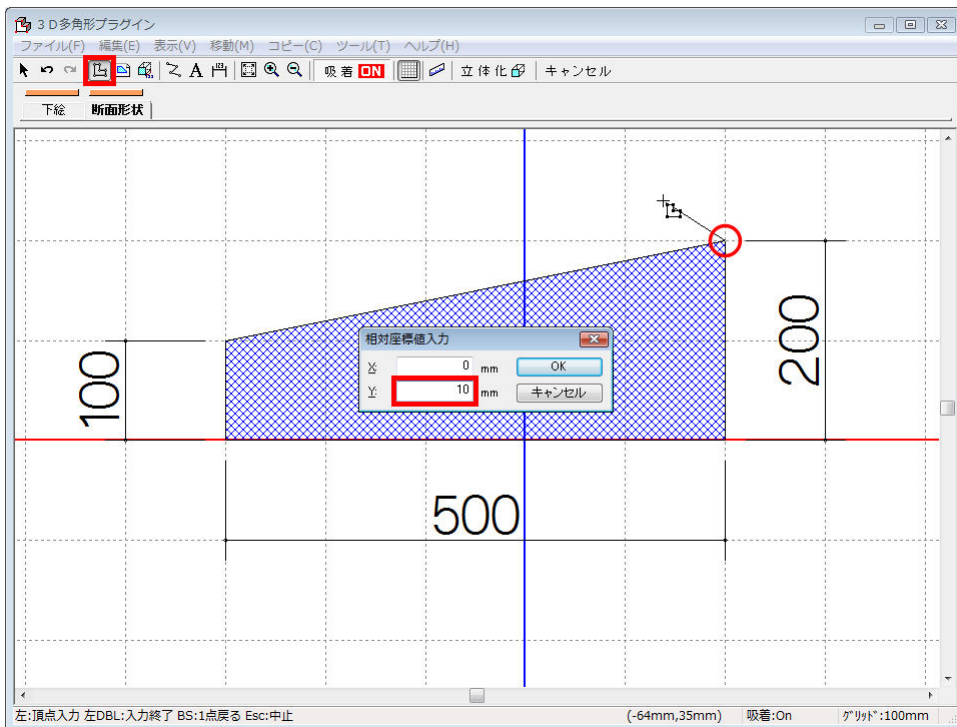 3D多角形プラグイン
ファイル(F) 編集(E) 表示(V) 移動(M) コピー(C) ツール(T) ヘルプ(H)
A 吸着 ON 立体化 キャンセル
下絵 断面形状
100
200
相対座標値入力
X: 0 mm OK
Y: 10 mm キャンセル
500
左:頂点入力 左DBL:入力終了 BS:1点戻る Esc:中止 (-64mm,35mm) 吸着:On グリッド:100mm